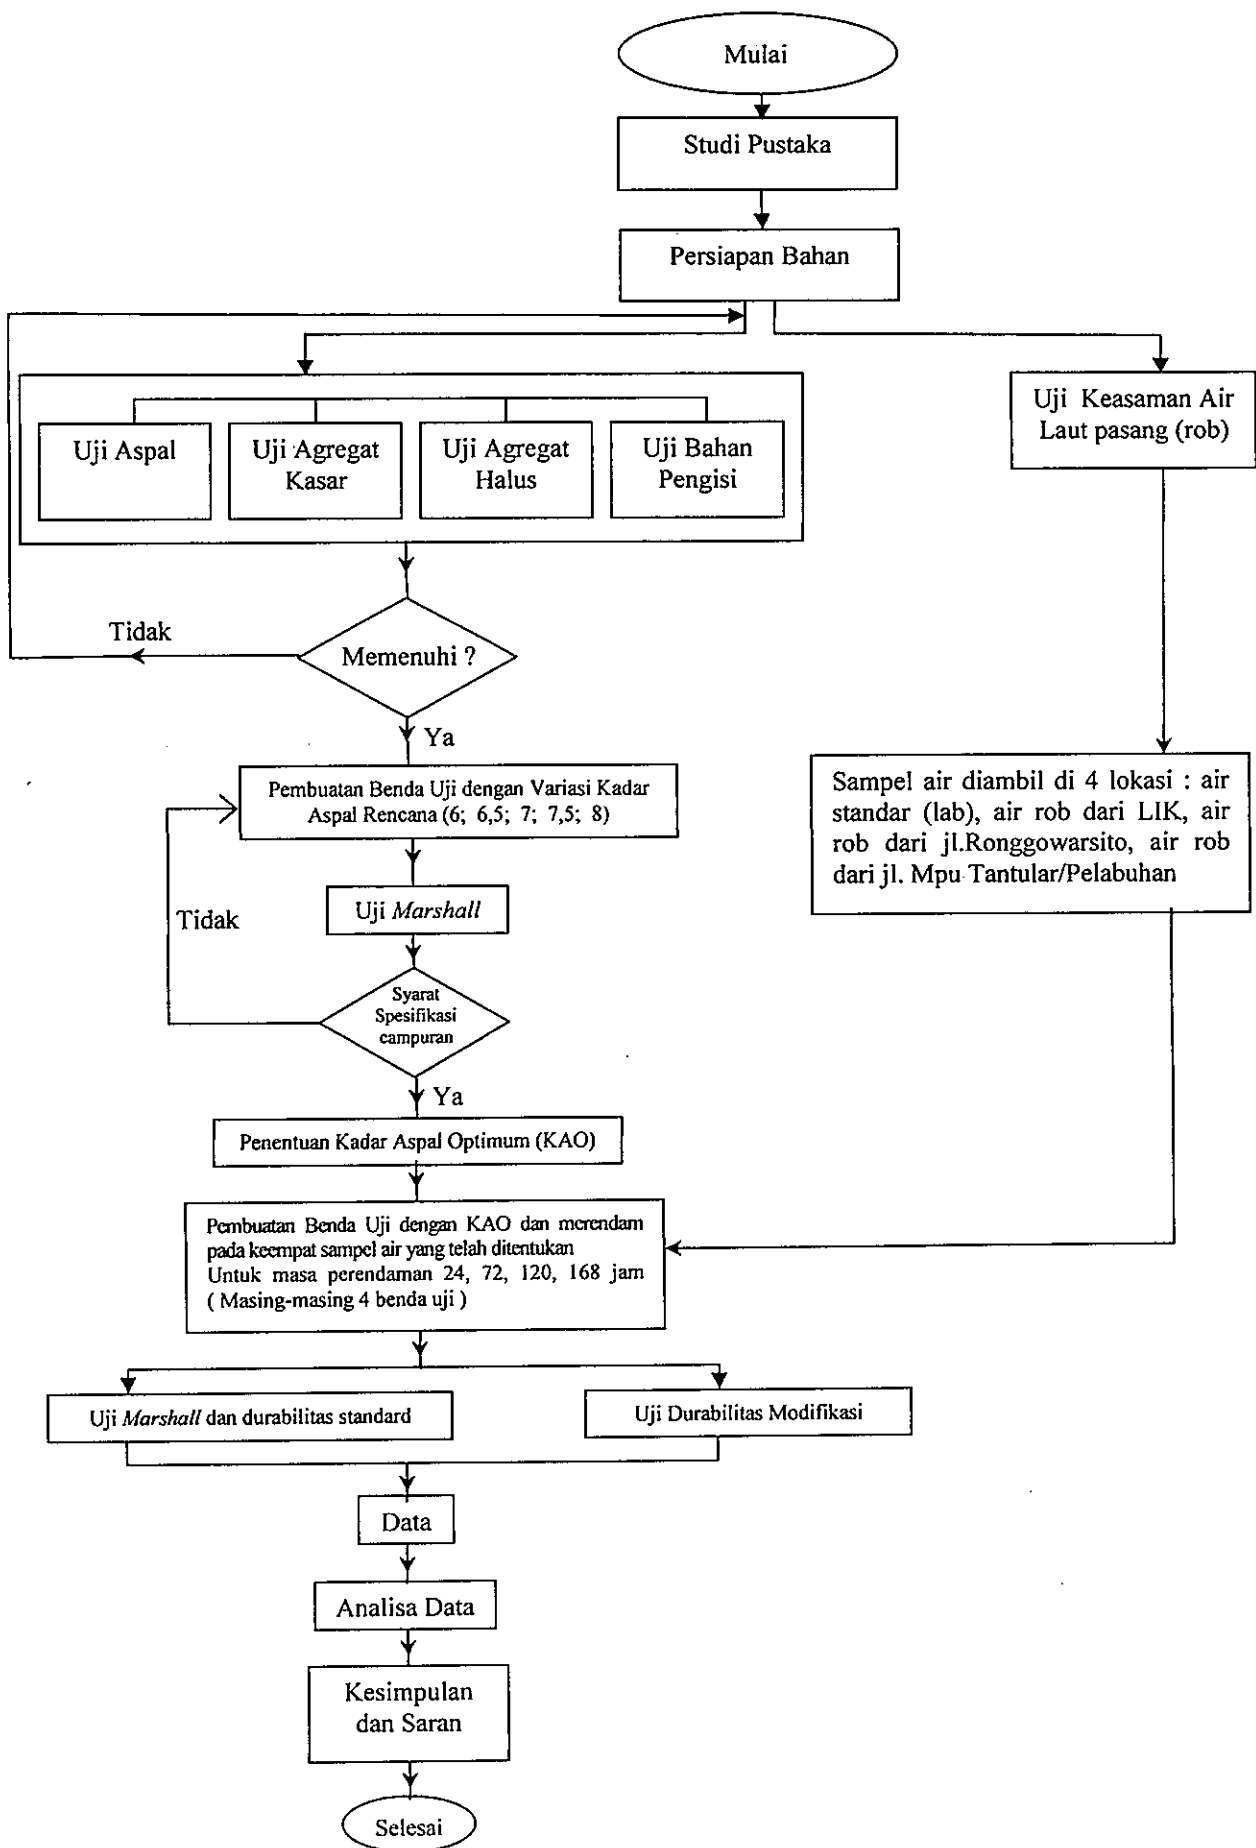 Mulai
Studi Pustaka
Persiapan Bahan
Uji Aspal
Uji Agregat
Kasar
Uji Agregat
Halus
Uji Bahan
Pengisi
Uji Keasaman Air
Laut pasang (rob)
Tidak
Memenuhi ?
Ya
Pembuatan Benda Uji dengan Variasi Kadar
Aspal Rencana (6; 6,5; 7; 7,5; 8)
Sampel air diambil di 4 lokasi : air
standar (lab), air rob dari LIK, air
rob dari jl.Ronggowarsito, air rob
dari jl. Mpu Tantular/Pelabuhan
Uji Marshall
Tidak
Syarat
Spesifikasi
campuran
Ya
Penentuan Kadar Aspal Optimum (KAO)
Pembuatan Benda Uji dengan KAO dan merendam
pada keempat sampel air yang telah ditentukan
Untuk masa perendaman 24, 72, 120, 168 jam
( Masing-masing 4 benda uji )
Uji Marshall dan durabilitas standard
Uji Durabilitas Modifikasi
Data
Analisa Data
Kesimpulan
dan Saran
Selesai